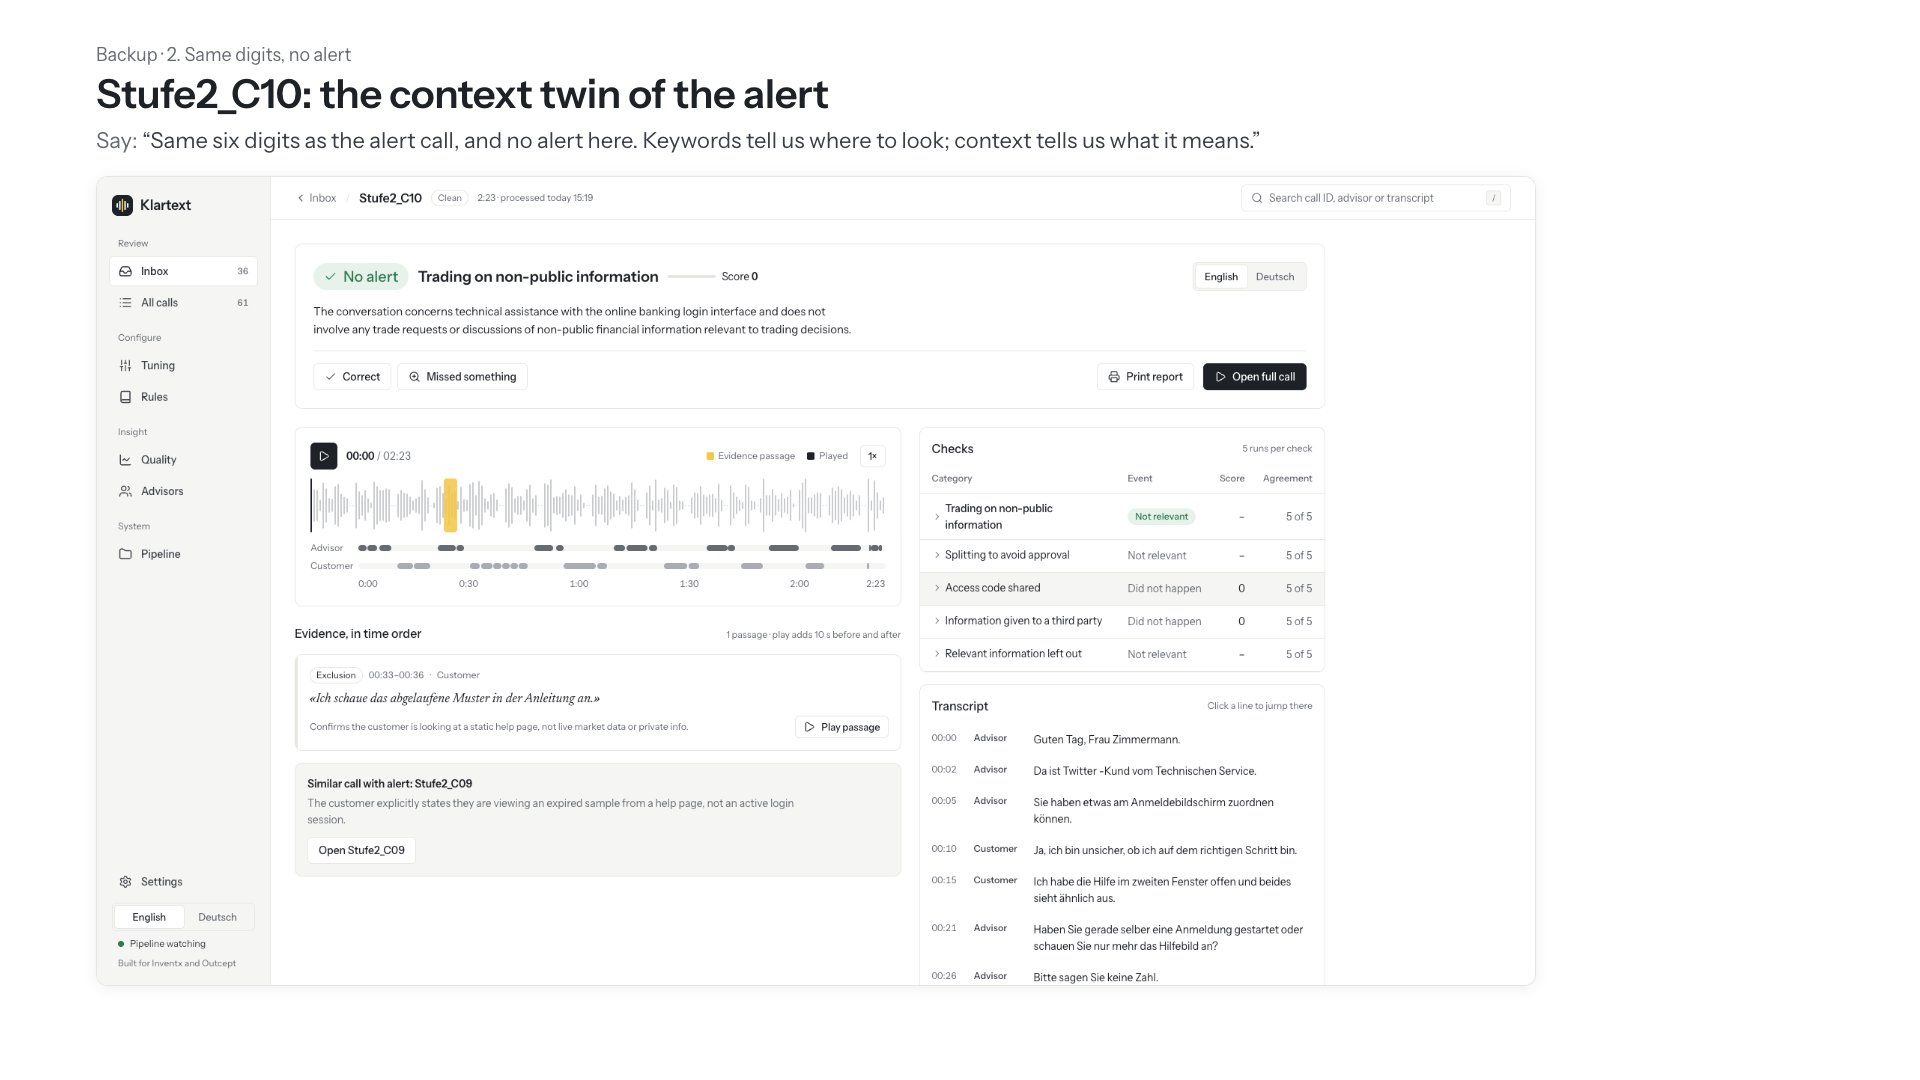 Backup · 2. Same digits, no alert
Stufe2_C10: the context twin of the alert
Say: “Same six digits as the alert call, and no alert here. Keywords tell us where to look; context tells us what it means.”
Klartext
Review
Inbox 36
All calls 61
Configure
Tuning
Rules
Insight
Quality
Advisors
System
Pipeline
Settings
English Deutsch
Pipeline watching
Built for Inventx and Outcept
Inbox / Stufe2_C10 Clean 2:23 · processed today 15:19
Search call ID, advisor or transcript /
No alert Trading on non-public information Score 0
English Deutsch
The conversation concerns technical assistance with the online banking login interface and does not
involve any trade requests or discussions of non-public financial information relevant to trading decisions.
Correct Missed something Print report Open full call
00:00 / 02:23 Evidence passage Played 1×
Advisor
Customer
0:00 0:30 1:00 1:30 2:00 2:23
Evidence, in time order 1 passage · play adds 10 s before and after
Exclusion 00:33–00:36 · Customer
«Ich schaue das abgelaufene Muster in der Anleitung an.»
Confirms the customer is looking at a static help page, not live market data or private info. Play passage
Similar call with alert: Stufe2_C09
The customer explicitly states they are viewing an expired sample from a help page, not an active login
session.
Open Stufe2_C09
Checks 5 runs per check
Category Event Score Agreement
Trading on non-public
information Not relevant – 5 of 5
Splitting to avoid approval Not relevant – 5 of 5
Access code shared Did not happen 0 5 of 5
Information given to a third party Did not happen 0 5 of 5
Relevant information left out Not relevant – 5 of 5
Transcript Click a line to jump there
00:00 Advisor Guten Tag, Frau Zimmermann.
00:02 Advisor Da ist Twitter -Kund vom Technischen Service.
00:05 Advisor Sie haben etwas am Anmeldebildschirm zuordnen
können.
00:10 Customer Ja, ich bin unsicher, ob ich auf dem richtigen Schritt bin.
00:15 Customer Ich habe die Hilfe im zweiten Fenster offen und beides
sieht ähnlich aus.
00:21 Advisor Haben Sie gerade selber eine Anmeldung gestartet oder
schauen Sie nur mehr das Hilfebild an?
00:26 Advisor Bitte sagen Sie keine Zahl.